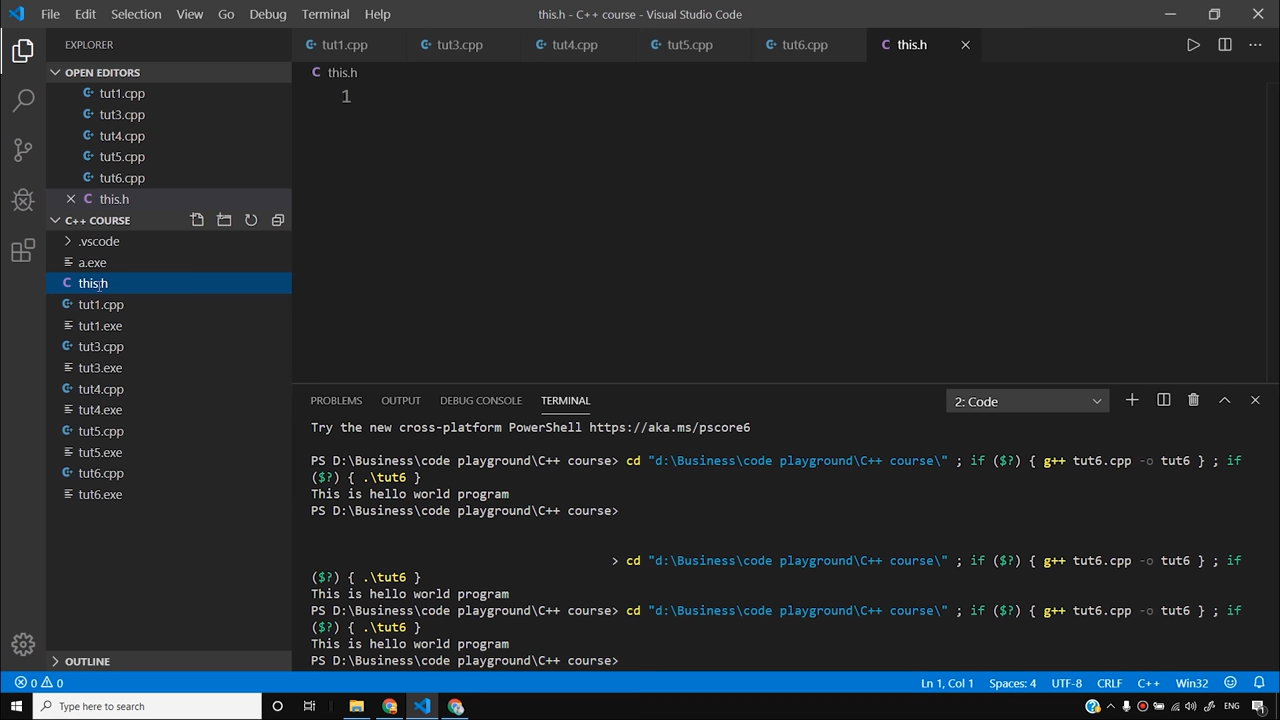 File Edit Selection View Go Debug Terminal Help this.h - C++ course - Visual Studio Code
EXPLORER
OPEN EDITORS
tut1.cpp
tut3.cpp
tut4.cpp
tut5.cpp
tut6.cpp
this.h
C++ COURSE
.vscode
a.exe
this.h
tut1.cpp
tut1.exe
tut3.cpp
tut3.exe
tut4.cpp
tut4.exe
tut5.cpp
tut5.exe
tut6.cpp
tut6.exe
OUTLINE
tut1.cpp tut3.cpp tut4.cpp tut5.cpp tut6.cpp this.h
this.h
1
PROBLEMS OUTPUT DEBUG CONSOLE TERMINAL 2: Code
Try the new cross-platform PowerShell https://aka.ms/pscore6
PS D:\Business\code playground\C++ course> cd "d:\Business\code playground\C++ course\" ; if ($?) { g++ tut6.cpp -o tut6 } ; if
($?) { .\tut6 }
This is hello world program
PS D:\Business\code playground\C++ course>
> cd "d:\Business\code playground\C++ course\" ; if ($?) { g++ tut6.cpp -o tut6 } ; if
($?) { .\tut6 }
This is hello world program
PS D:\Business\code playground\C++ course> cd "d:\Business\code playground\C++ course\" ; if ($?) { g++ tut6.cpp -o tut6 } ; if
($?) { .\tut6 }
This is hello world program
PS D:\Business\code playground\C++ course>
0 0 Ln 1, Col 1 Spaces: 4 UTF-8 CRLF C++ Win32
Type here to search ENG